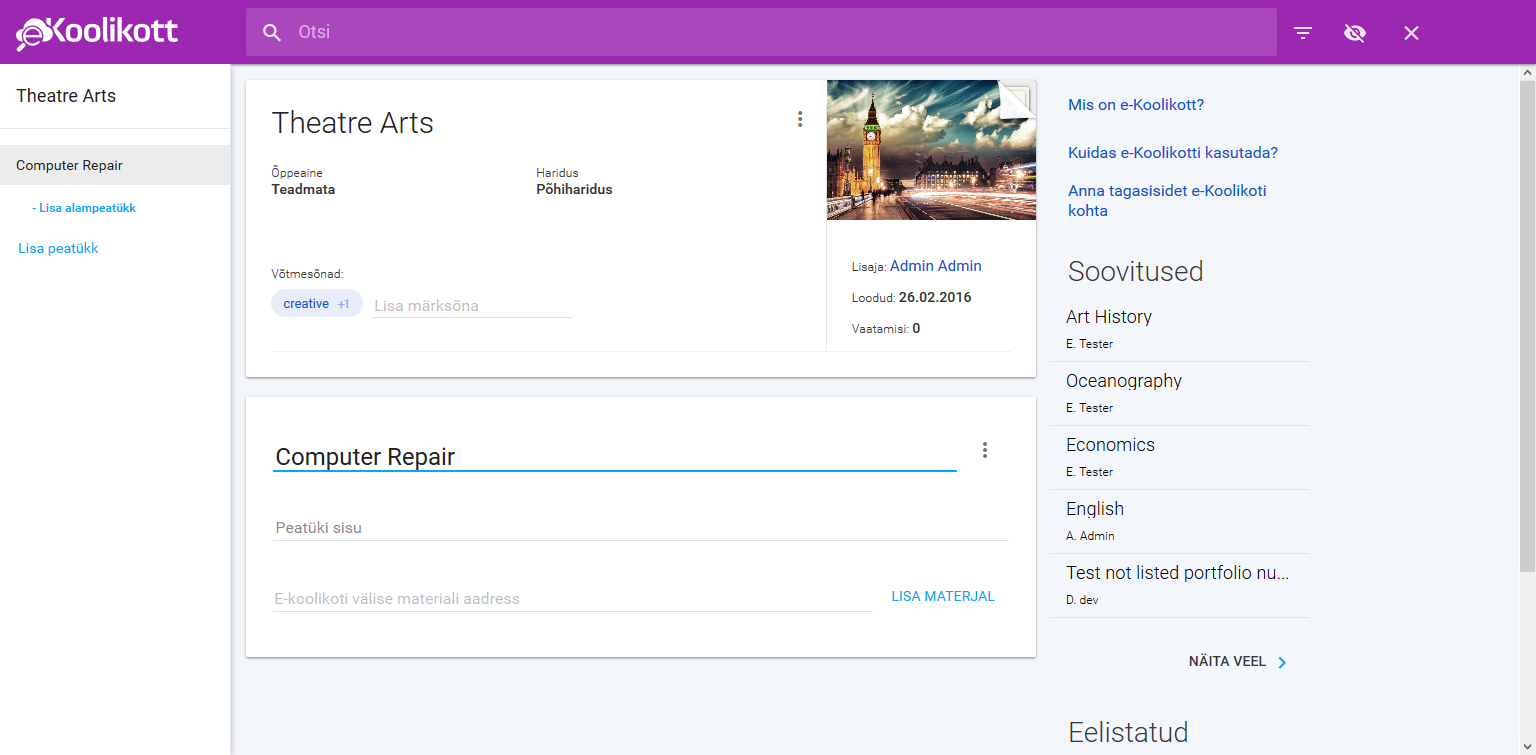 eKoolikott
Otsi
Theatre Arts
Computer Repair
- Lisa alampeatükk
Lisa peatükk
Theatre Arts
Õppeaine
Teadmata
Haridus
Põhiharidus
Võtmesõnad:
creative +1
Lisa märksõna
Lisaja: Admin Admin
Loodud: 26.02.2016
Vaatamisi: 0
Computer Repair
Peatüki sisu
E-koolikoti välise materiali aadress
LISA MATERJAL
Mis on e-Koolikott?
Kuidas e-Koolikotti kasutada?
Anna tagasisidet e-Koolikoti
kohta
Soovitused
Art History
E. Tester
Oceanography
E. Tester
Economics
E. Tester
English
A. Admin
Test not listed portfolio nu...
D. dev
NÄITA VEEL
Eelistatud